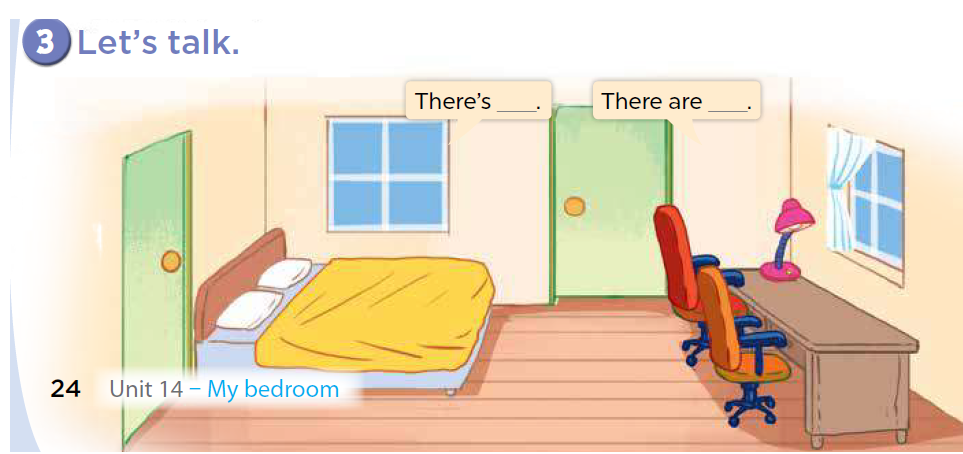 3 Let's talk.
There's ___.
There are ___.
24 Unit 14 – My bedroom